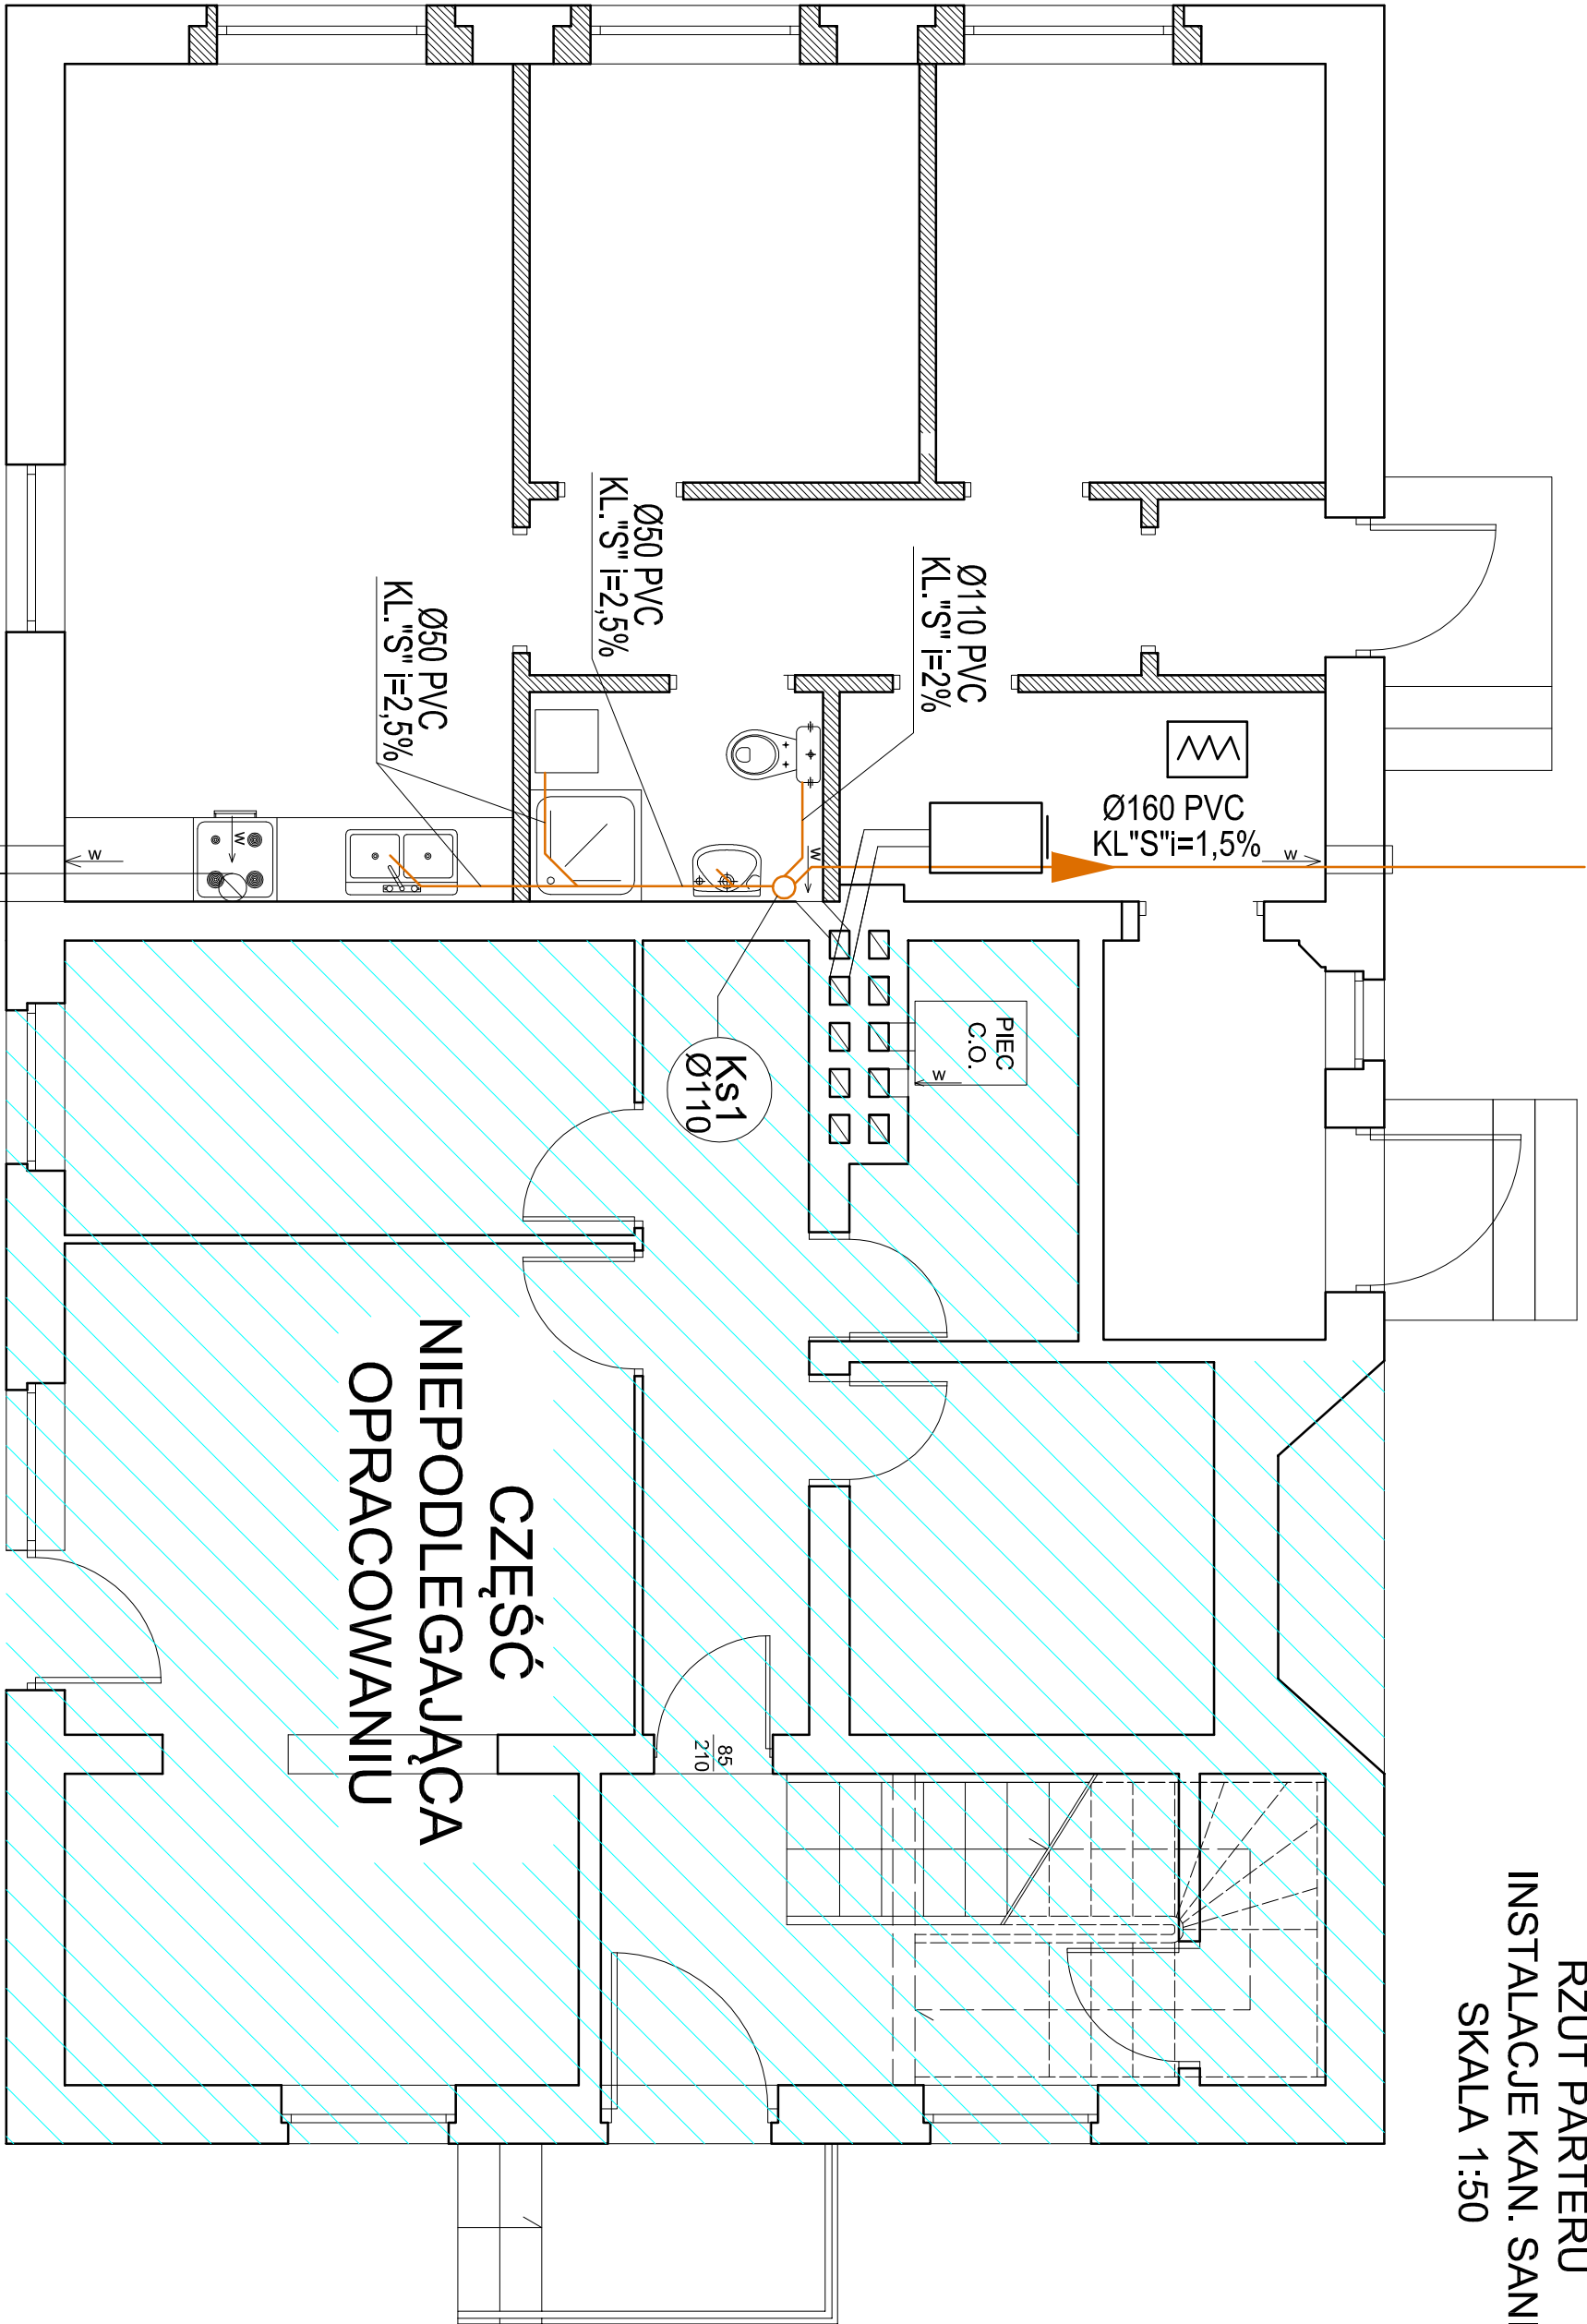 RZUT PARTERU
INSTALACJE KAN. SAN
SKALA 1:50
Ø160 PVC
KL"S"i=1,5%
Ø110 PVC
KL. "S" i=2%
Ø50 PVC
KL. "S" i=2,5%
Ø50 PVC
KL. "S" i=2,5%
w
w
w
w
w
PIEC
C.O.
Ks1
Ø110
85
210
CZĘŚĆ
NIEPODLEGAJĄCA
OPRACOWANIU